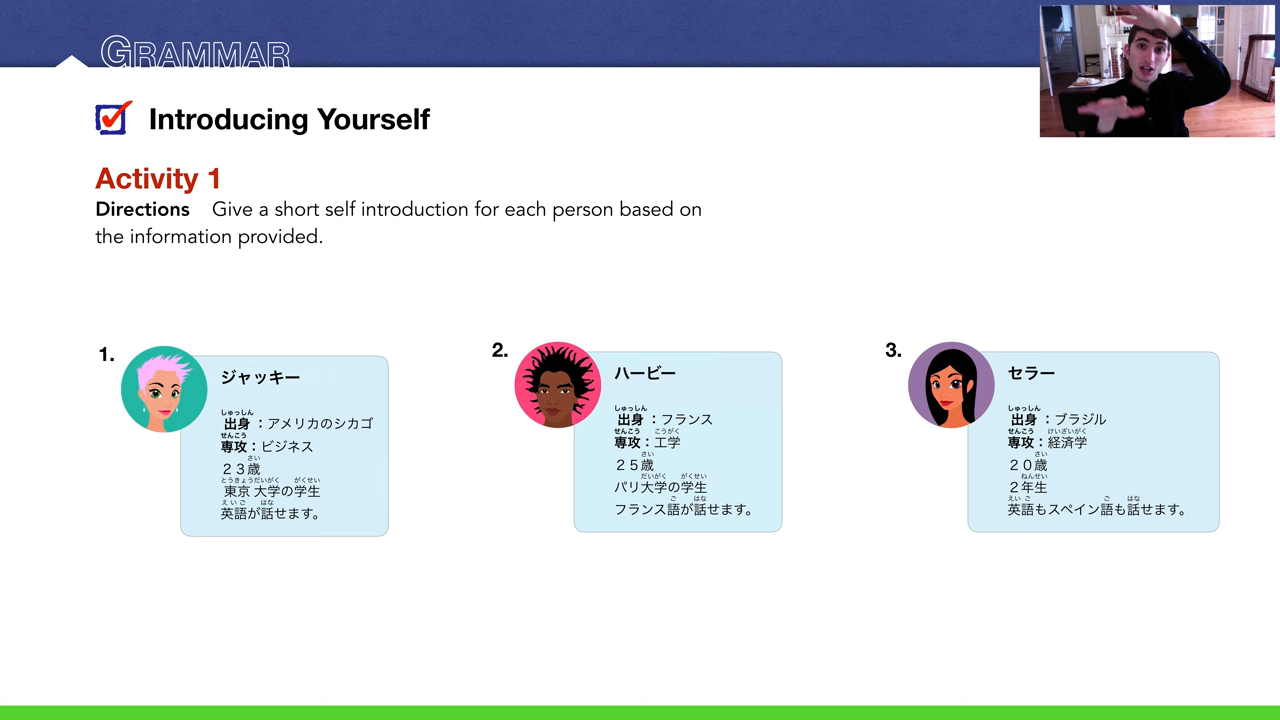 GRAMMAR
Introducing Yourself
Activity 1
Directions Give a short self introduction for each person based on
the information provided.
1.
ジャッキー
しゅっしん
出身：アメリカのシカゴ
せんこう
専攻：ビジネス
さい
２３歳
とうきょうだいがく がくせい
東京大学の学生
えいご はな
英語が話せます。
2.
ハービー
しゅっしん
出身：フランス
せんこう こうがく
専攻：工学
さい
２５歳
だいがく がくせい
パリ大学の学生
ご はな
フランス語が話せます。
3.
セラー
しゅっしん
出身：ブラジル
せんこう けいざいがく
専攻：経済学
さい
２０歳
ねんせい
２年生
えいご ご はな
英語もスペイン語も話せます。